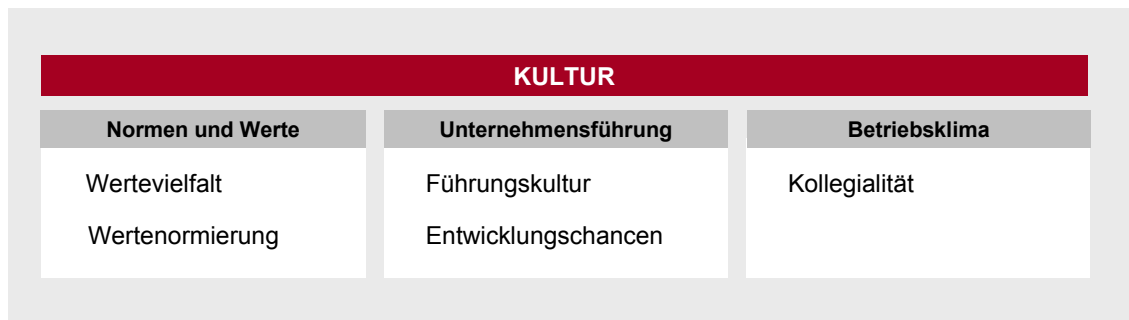 KULTUR
Normen und Werte
Wertevielfalt
Wertenormierung
Unternehmensführung
Führungskultur
Entwicklungschancen
Betriebsklima
Kollegialität